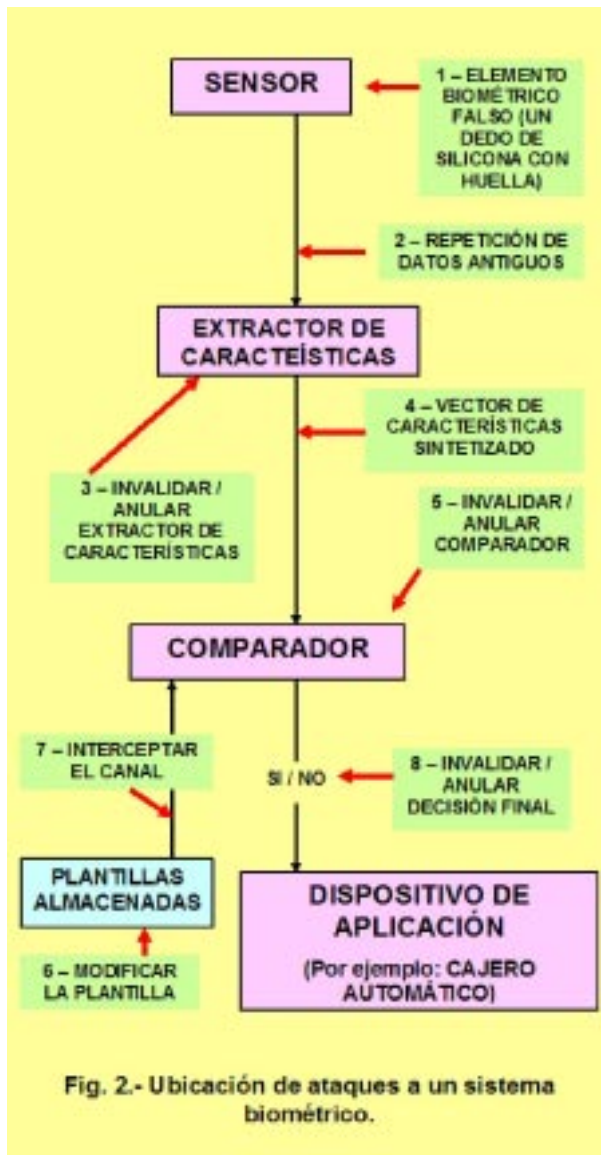 SENSOR
1 – ELEMENTO
BIOMÉTRICO
FALSO (UN
DEDO DE
SILICONA CON
HUELLA)
2 – REPETICIÓN DE
DATOS ANTIGUOS
EXTRACTOR DE
CARACTEÍSTICAS
4 – VECTOR DE
CARACTERÍSTICAS
SINTETIZADO
3 – INVALIDAR /
ANULAR
EXTRACTOR DE
CARACTERÍSTICAS
5 – INVALIDAR /
ANULAR
COMPARADOR
COMPARADOR
7 – INTERCEPTAR
EL CANAL
SI / NO
8 – INVALIDAR /
ANULAR
DECISIÓN FINAL
PLANTILLAS
ALMACENADAS
DISPOSITIVO DE
APLICACIÓN
(Por ejemplo: CAJERO
AUTOMÁTICO)
6 – MODIFICAR
LA PLANTILLA
Fig. 2.- Ubicación de ataques a un sistema
biométrico.